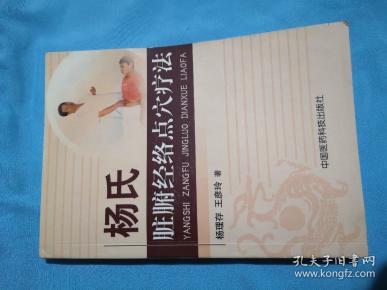 杨氏
脏腑经络点穴疗法
YANGSHI ZANGFU JINGLUO DIANXUE LIAOFA
杨理存 王彦玲 著
中国医药科技出版社
孔夫子旧书网
www.kongfz.com